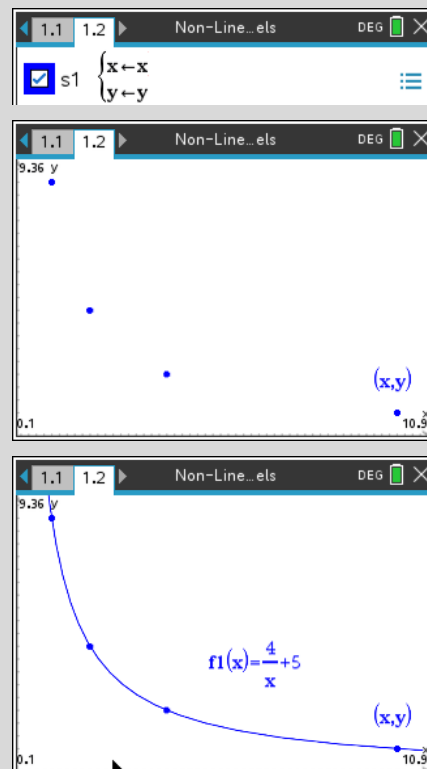 1.1 1.2 Non-Line...els DEG
s1 {x←x
y←y
1.1 1.2 Non-Line...els DEG
9.36 y
(x,y)
0.1 10.9
1.1 1.2 Non-Line...els DEG
9.36 y
f1(x)=4/x+5
(x,y)
0.1 10.9